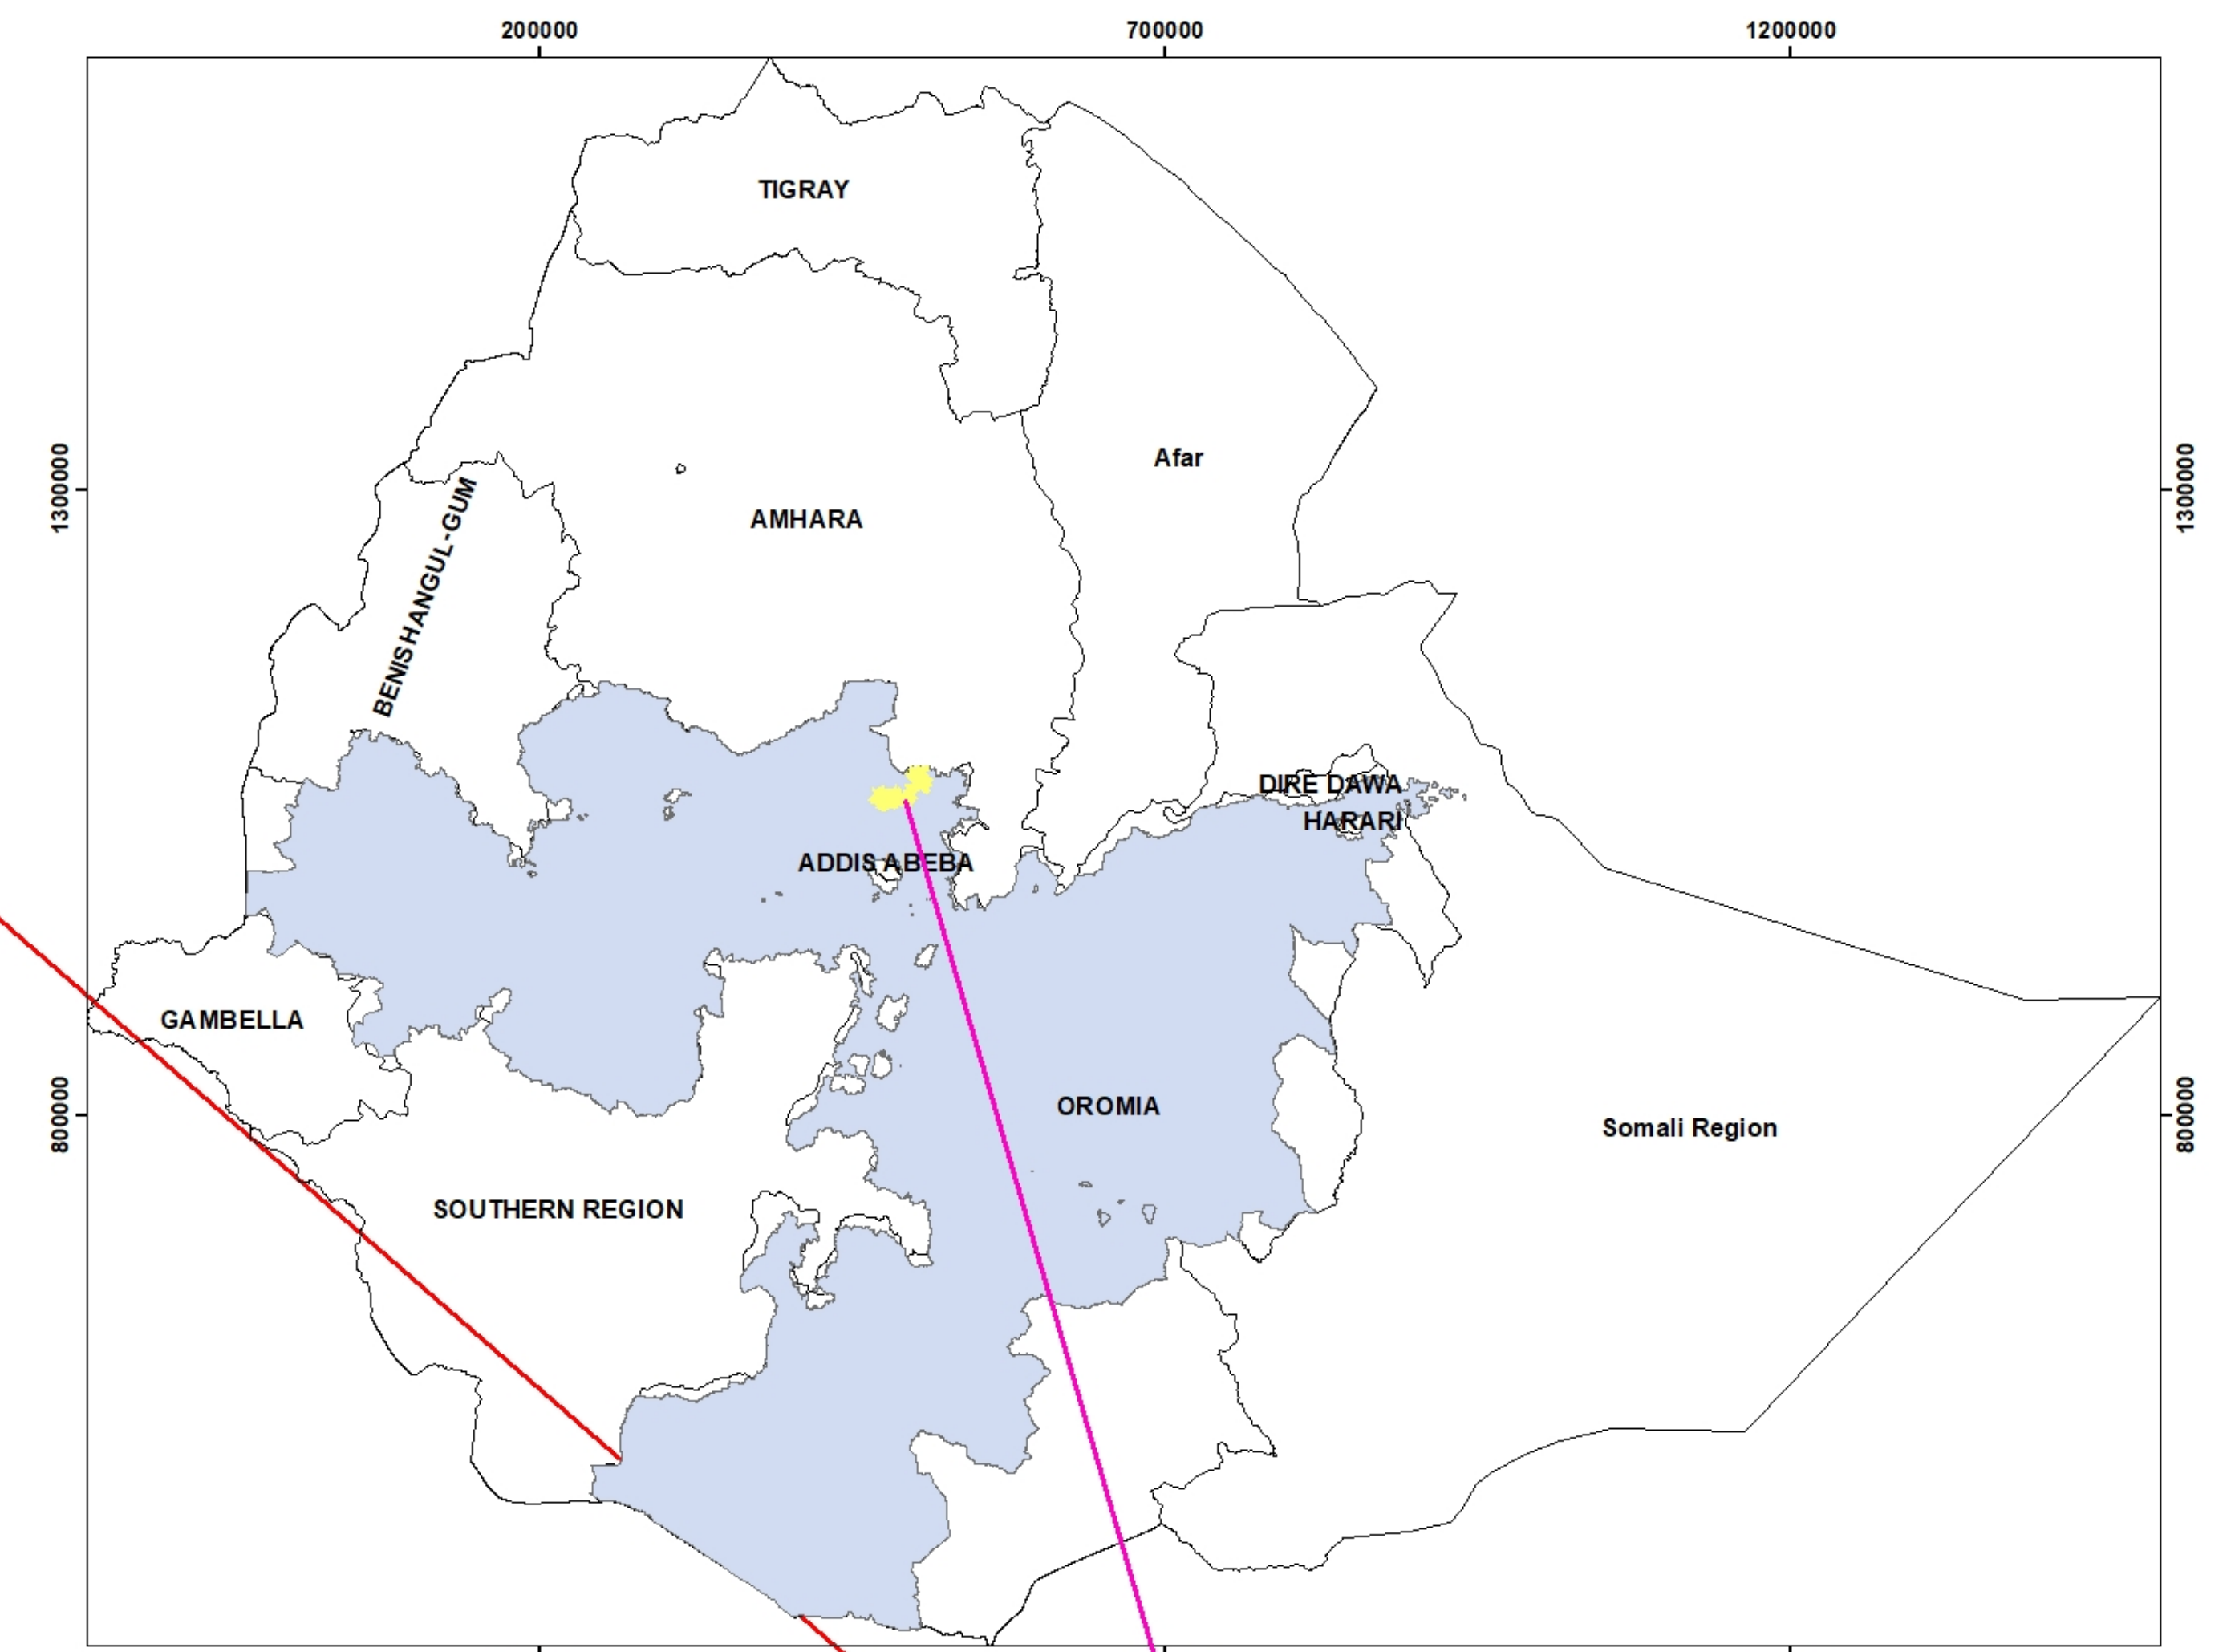 200000 700000 1200000
TIGRAY
Afar
1300000 1300000
AMHARA
BENISHANGUL-GUM
DIRE DAWA
HARARI
ADDIS ABEBA
GAMBELLA
OROMIA
800000 800000
Somali Region
SOUTHERN REGION